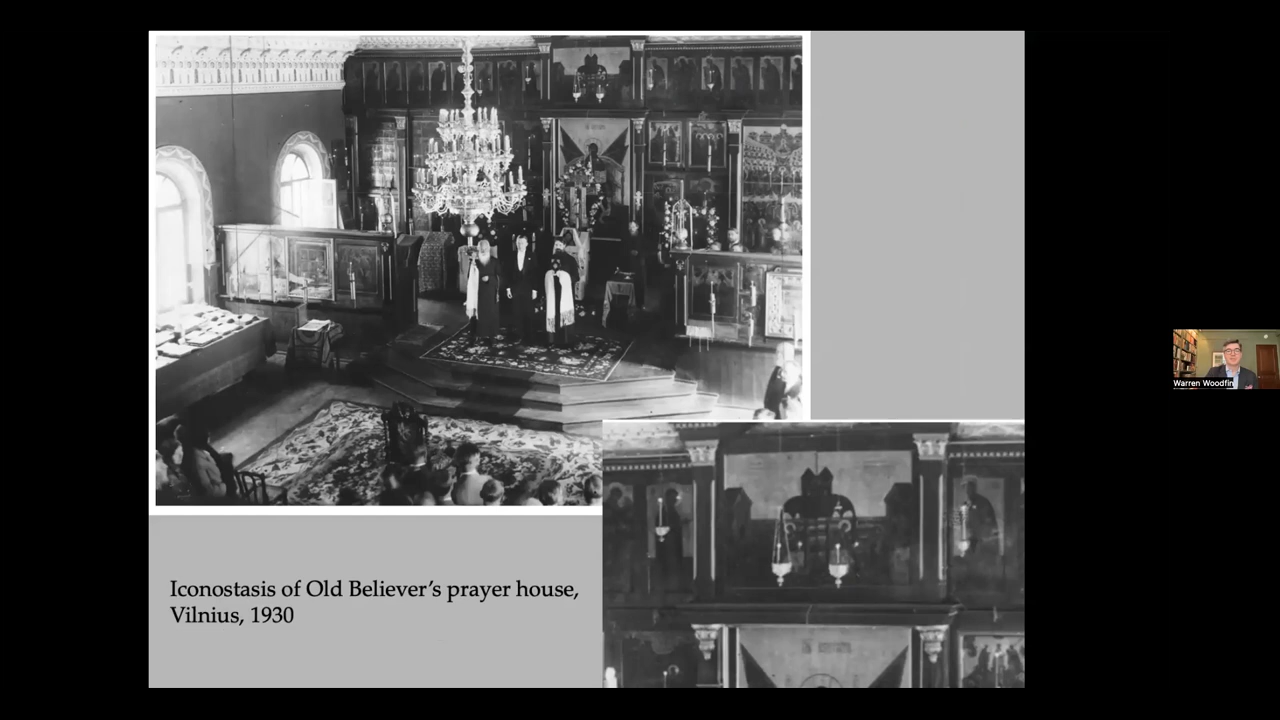 Iconostasis of Old Believer’s prayer house,
Vilnius, 1930
Warren Woodfin